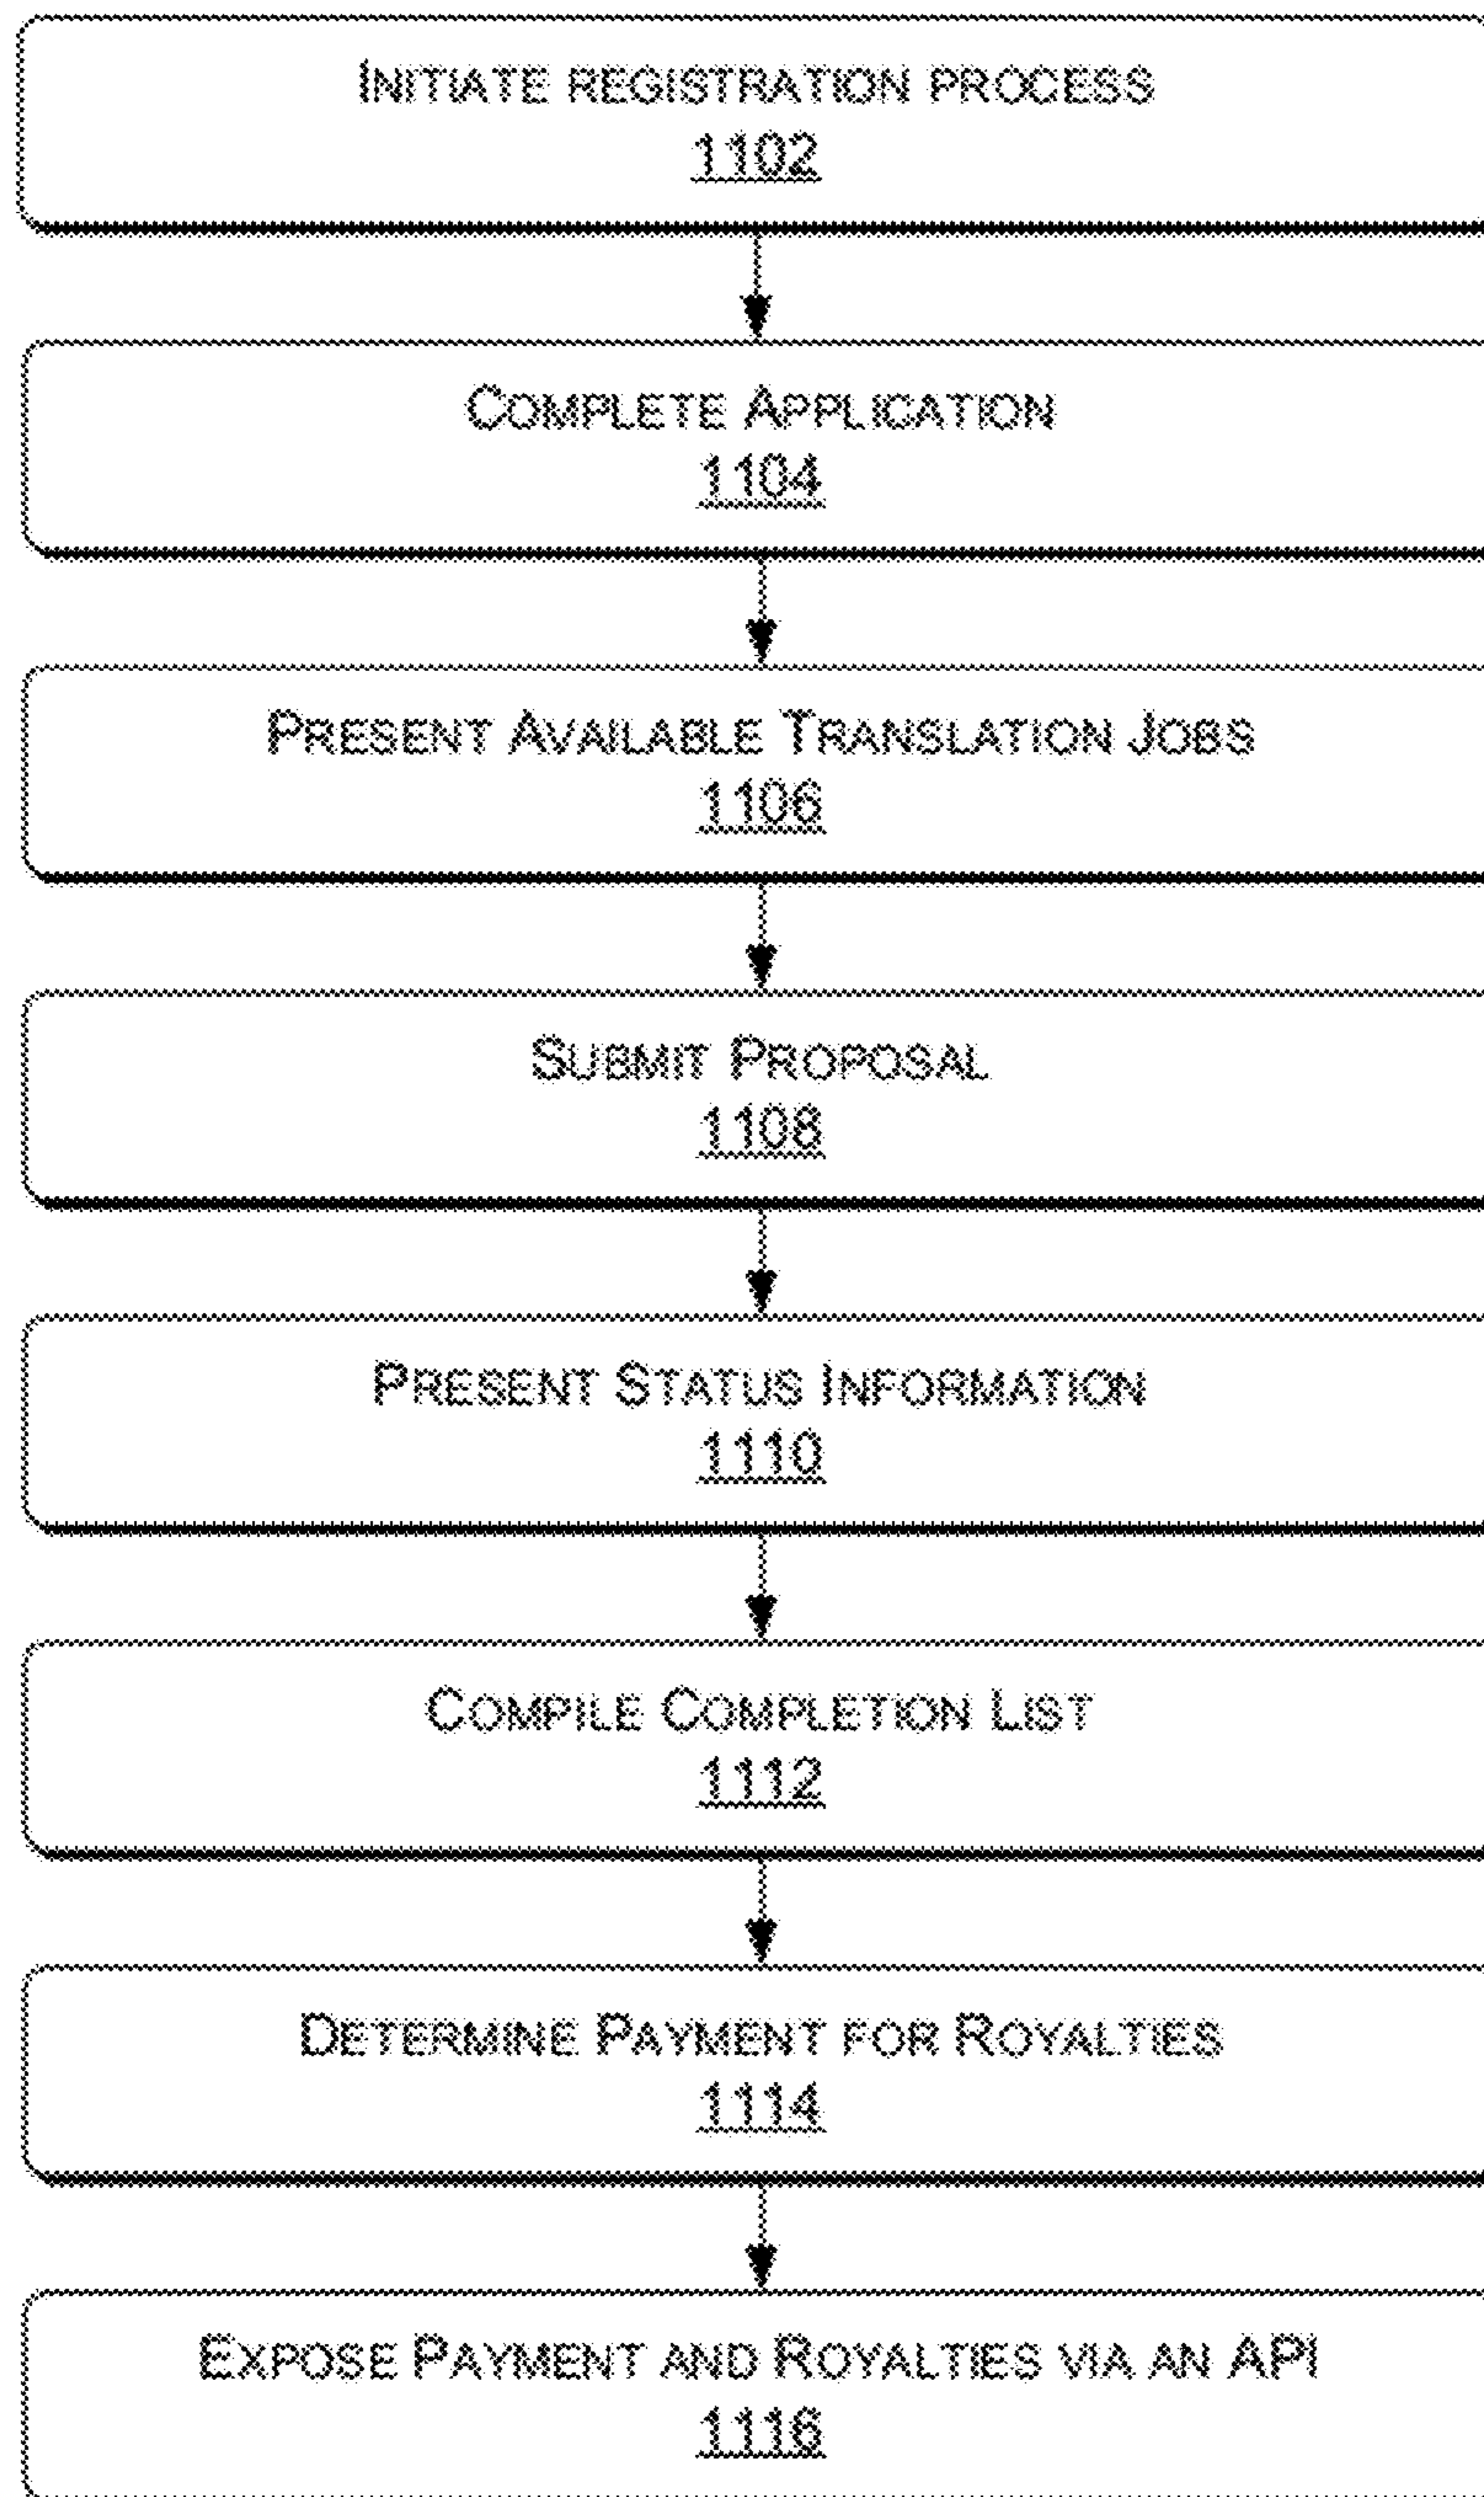 INITIATE REGISTRATION PROCESS
1102
COMPLETE APPLICATION
1104
PRESENT AVAILABLE TRANSLATION JOBS
1106
SUBMIT PROPOSAL
1108
PRESENT STATUS INFORMATION
1110
COMPILE COMPLETION LIST
1112
DETERMINE PAYMENT FOR ROYALTIES
1114
EXPOSE PAYMENT AND ROYALTIES VIA AN API
1116